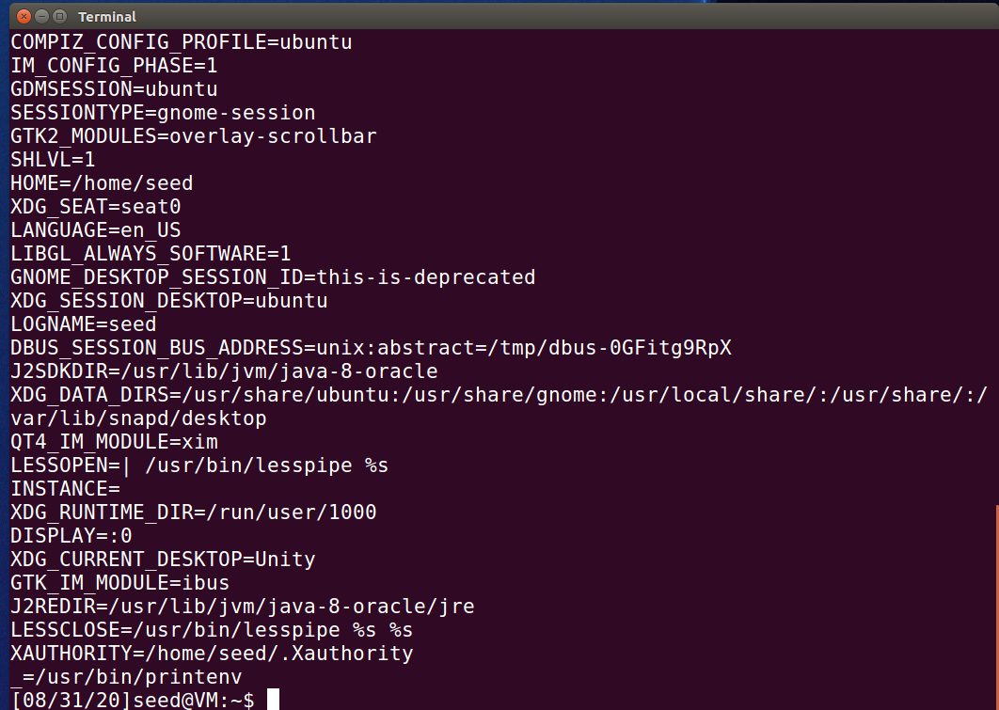 Terminal
COMPIZ_CONFIG_PROFILE=ubuntu
IM_CONFIG_PHASE=1
GDMSESSION=ubuntu
SESSIONTYPE=gnome-session
GTK2_MODULES=overlay-scrollbar
SHLVL=1
HOME=/home/seed
XDG_SEAT=seat0
LANGUAGE=en_US
LIBGL_ALWAYS_SOFTWARE=1
GNOME_DESKTOP_SESSION_ID=this-is-deprecated
XDG_SESSION_DESKTOP=ubuntu
LOGNAME=seed
DBUS_SESSION_BUS_ADDRESS=unix:abstract=/tmp/dbus-0GFitg9RpX
J2SDKDIR=/usr/lib/jvm/java-8-oracle
XDG_DATA_DIRS=/usr/share/ubuntu:/usr/share/gnome:/usr/local/share/:/usr/share/:/
var/lib/snapd/desktop
QT4_IM_MODULE=xim
LESSOPEN=| /usr/bin/lesspipe %s
INSTANCE=
XDG_RUNTIME_DIR=/run/user/1000
DISPLAY=:0
XDG_CURRENT_DESKTOP=Unity
GTK_IM_MODULE=ibus
J2REDIR=/usr/lib/jvm/java-8-oracle/jre
LESSCLOSE=/usr/bin/lesspipe %s %s
XAUTHORITY=/home/seed/.Xauthority
_=/usr/bin/printenv
[08/31/20]seed@VM:~$